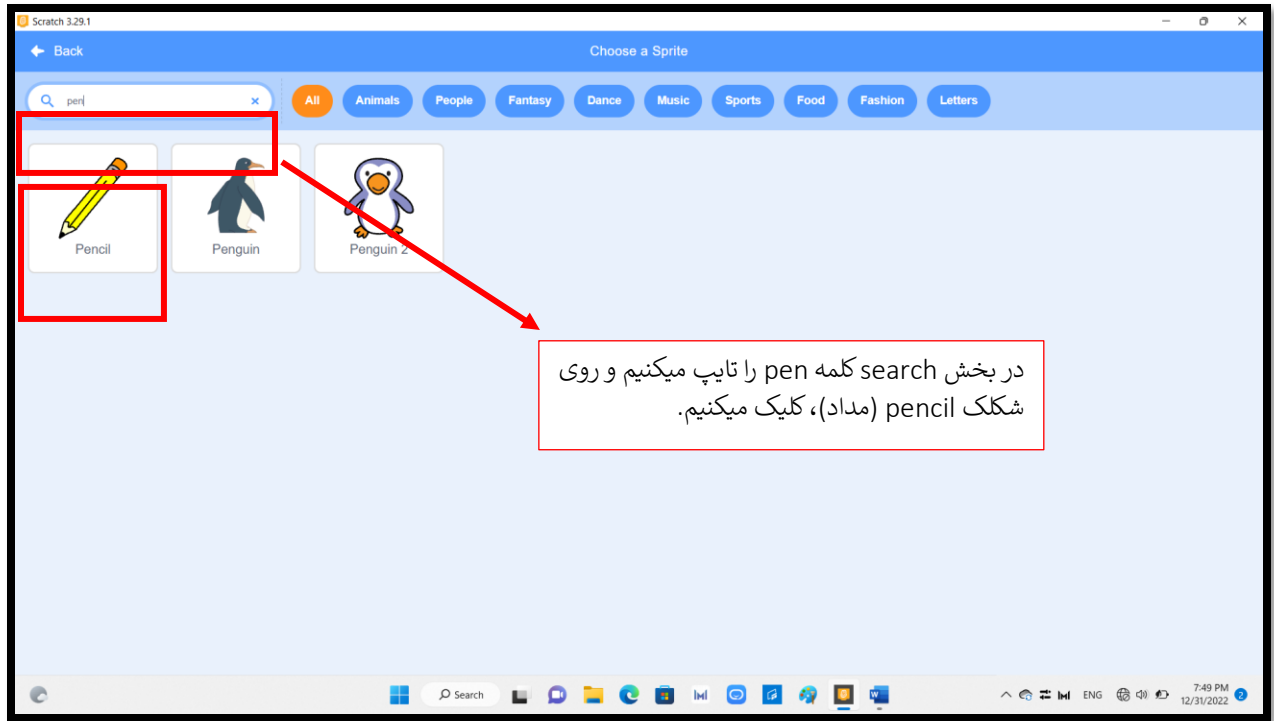 Scratch 3.29.1
Back
Choose a Sprite
pen
All
Animals
People
Fantasy
Dance
Music
Sports
Food
Fashion
Letters
Pencil
Penguin
Penguin 2
در بخش search کلمه pen را تایپ میکنیم و روی
شکلک pencil (مداد)، کلیک میکنیم.
Search
ENG
7:49 PM
12/31/2022
2